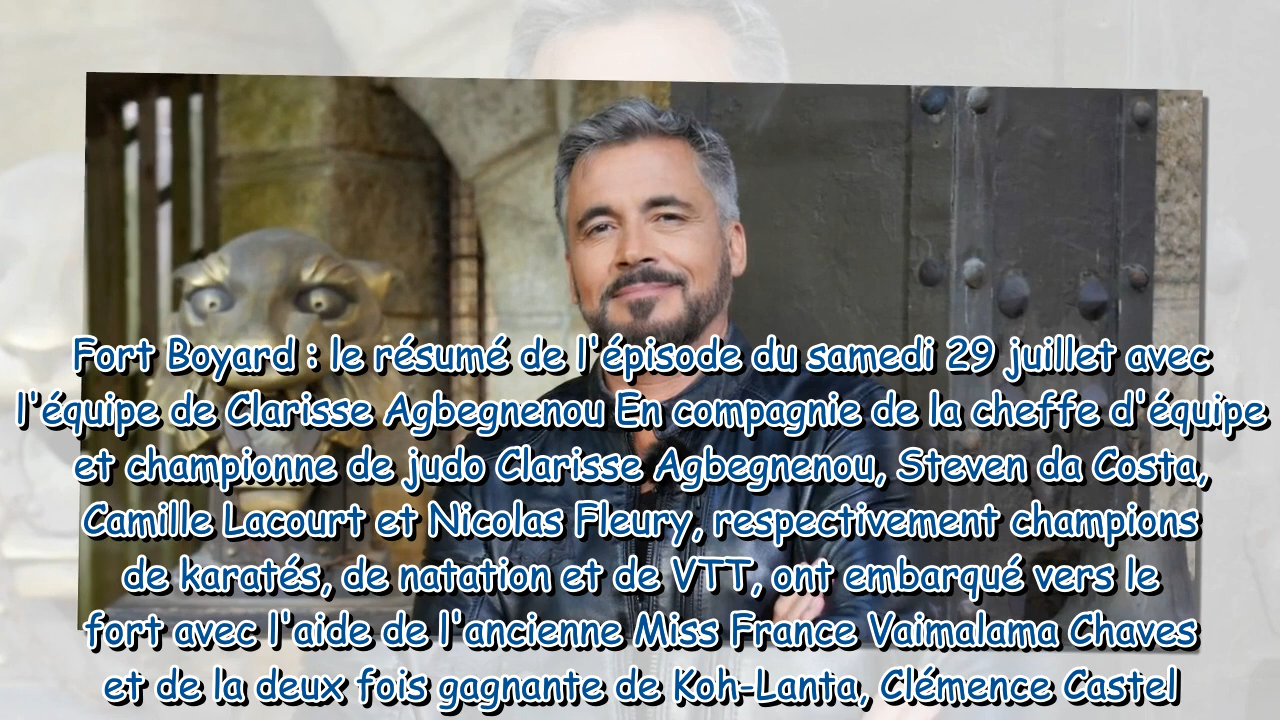 Fort Boyard : le résumé de l'épisode du samedi 29 juillet avec
l'équipe de Clarisse Agbegnenou En compagnie de la cheffe d'équipe
et championne de judo Clarisse Agbegnenou, Steven da Costa,
Camille Lacourt et Nicolas Fleury, respectivement champions
de karatés, de natation et de VTT, ont embarqué vers le
fort avec l'aide de l'ancienne Miss France Vaimalama Chaves
et de la deux fois gagnante de Koh-Lanta, Clémence Castel